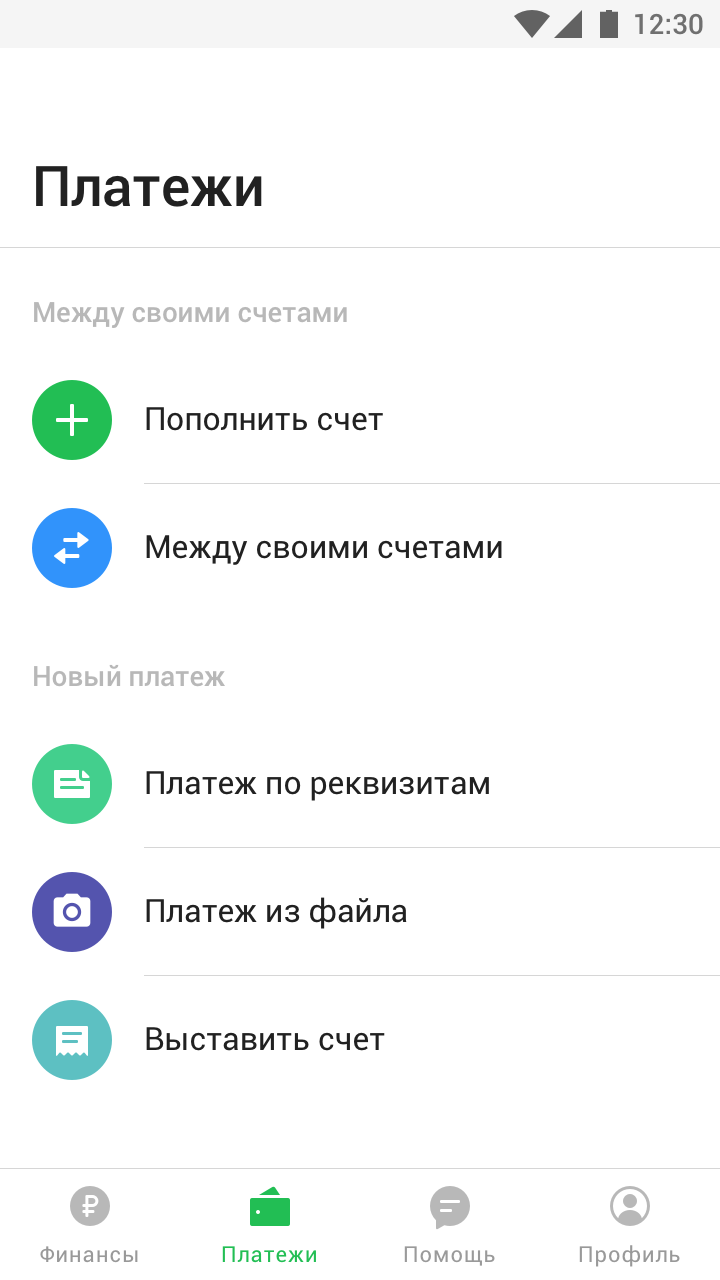 12:30
Платежи
Между своими счетами
Пополнить счет
Между своими счетами
Новый платеж
Платеж по реквизитам
Платеж из файла
Выставить счет
Финансы Платежи Помощь Профиль